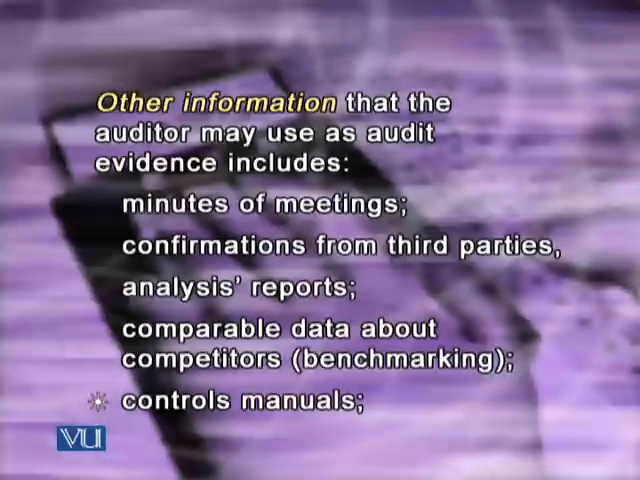 Other information that the
auditor may use as audit
evidence includes:
minutes of meetings;
confirmations from third parties,
analysis' reports;
comparable data about
competitors (benchmarking);
controls manuals;
VU